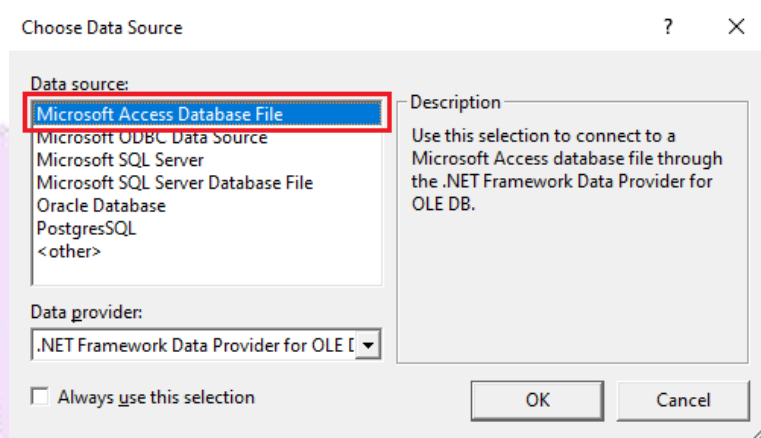 Choose Data Source
?
Data source:
Microsoft Access Database File
Microsoft ODBC Data Source
Microsoft SQL Server
Microsoft SQL Server Database File
Oracle Database
PostgresSQL
<other>
Description
Use this selection to connect to a
Microsoft Access database file through
the .NET Framework Data Provider for
OLE DB.
Data provider:
.NET Framework Data Provider for OLE
Always use this selection
OK
Cancel